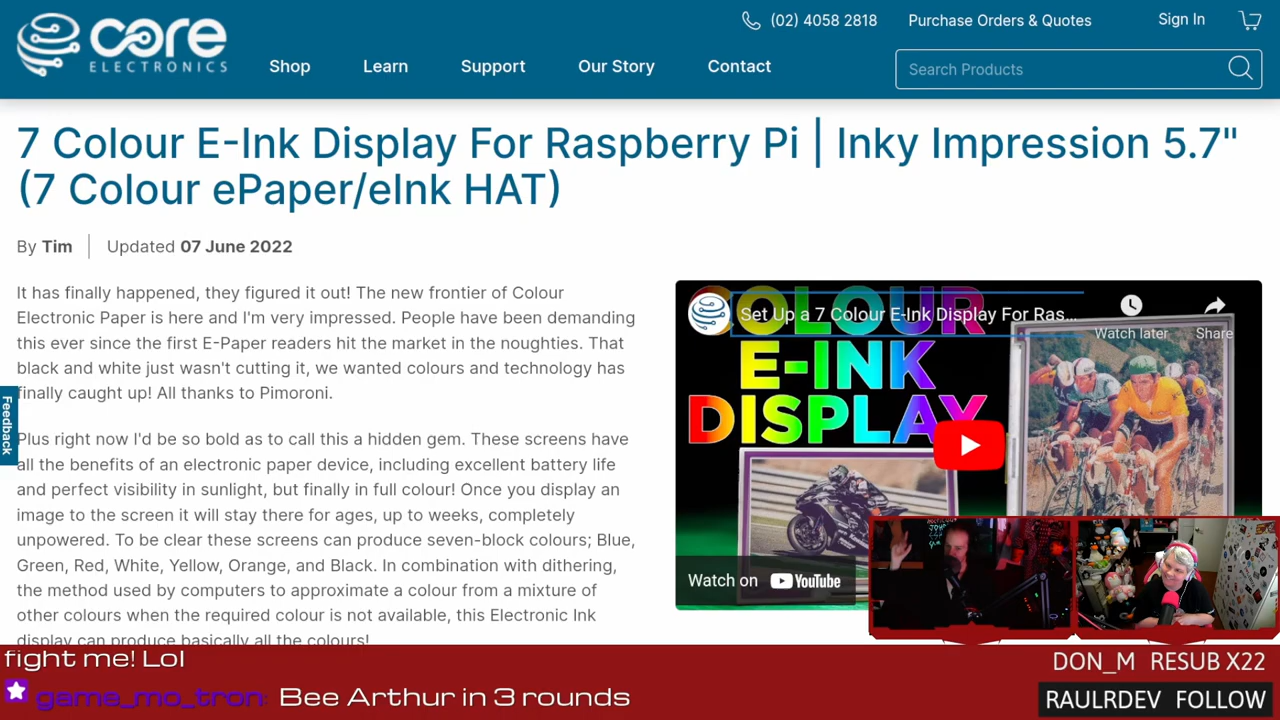 core
ELECTRONICS
(02) 4058 2818
Purchase Orders & Quotes
Sign In
Shop
Learn
Support
Our Story
Contact
Search Products
7 Colour E-Ink Display For Raspberry Pi | Inky Impression 5.7"
(7 Colour ePaper/eInk HAT)
By Tim
Updated 07 June 2022
It has finally happened, they figured it out! The new frontier of Colour
Electronic Paper is here and I'm very impressed. People have been demanding
this ever since the first E-Paper readers hit the market in the noughties. That
black and white just wasn't cutting it, we wanted colours and technology has
finally caught up! All thanks to Pimoroni.
Feedback
Plus right now I'd be so bold as to call this a hidden gem. These screens have
all the benefits of an electronic paper device, including excellent battery life
and perfect visibility in sunlight, but finally in full colour! Once you display an
image to the screen it will stay there for ages, up to weeks, completely
unpowered. To be clear these screens can produce seven-block colours; Blue,
Green, Red, White, Yellow, Orange, and Black. In combination with dithering,
the method used by computers to approximate a colour from a mixture of
other colours when the required colour is not available, this Electronic Ink
display can produce basically all the colours!
Set Up a 7 Colour E-Ink Display For Ras...
Watch later
Share
COLOUR
E-INK
DISPLAY
Watch on YouTube
fight me! Lol
game_mo_tron: Bee Arthur in 3 rounds
DON_M RESUB X22
RAULRDEV FOLLOW